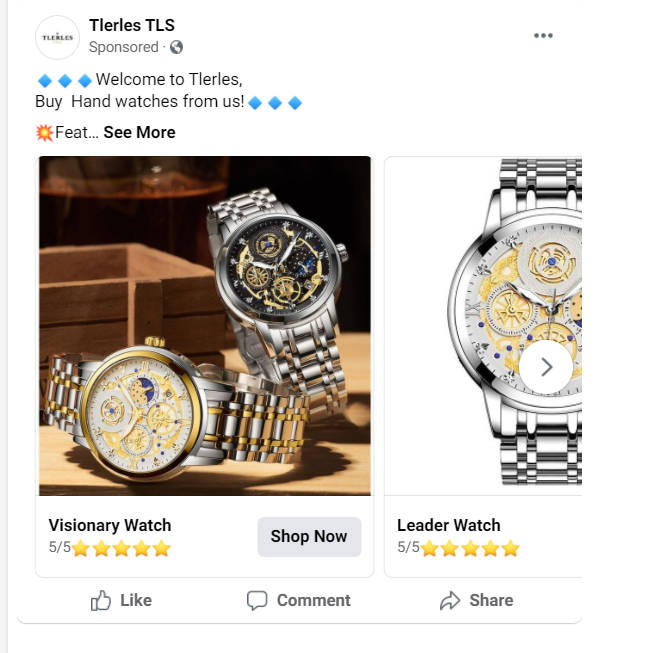 TLERLES
Tlerles TLS
Sponsored ·
🔷🔷🔷Welcome to Tlerles,
Buy Hand watches from us!🔷🔷🔷
💥Feat... See More
Visionary Watch
5/5⭐⭐⭐⭐⭐
Shop Now
Leader Watch
5/5⭐⭐⭐⭐⭐
Like
Comment
Share